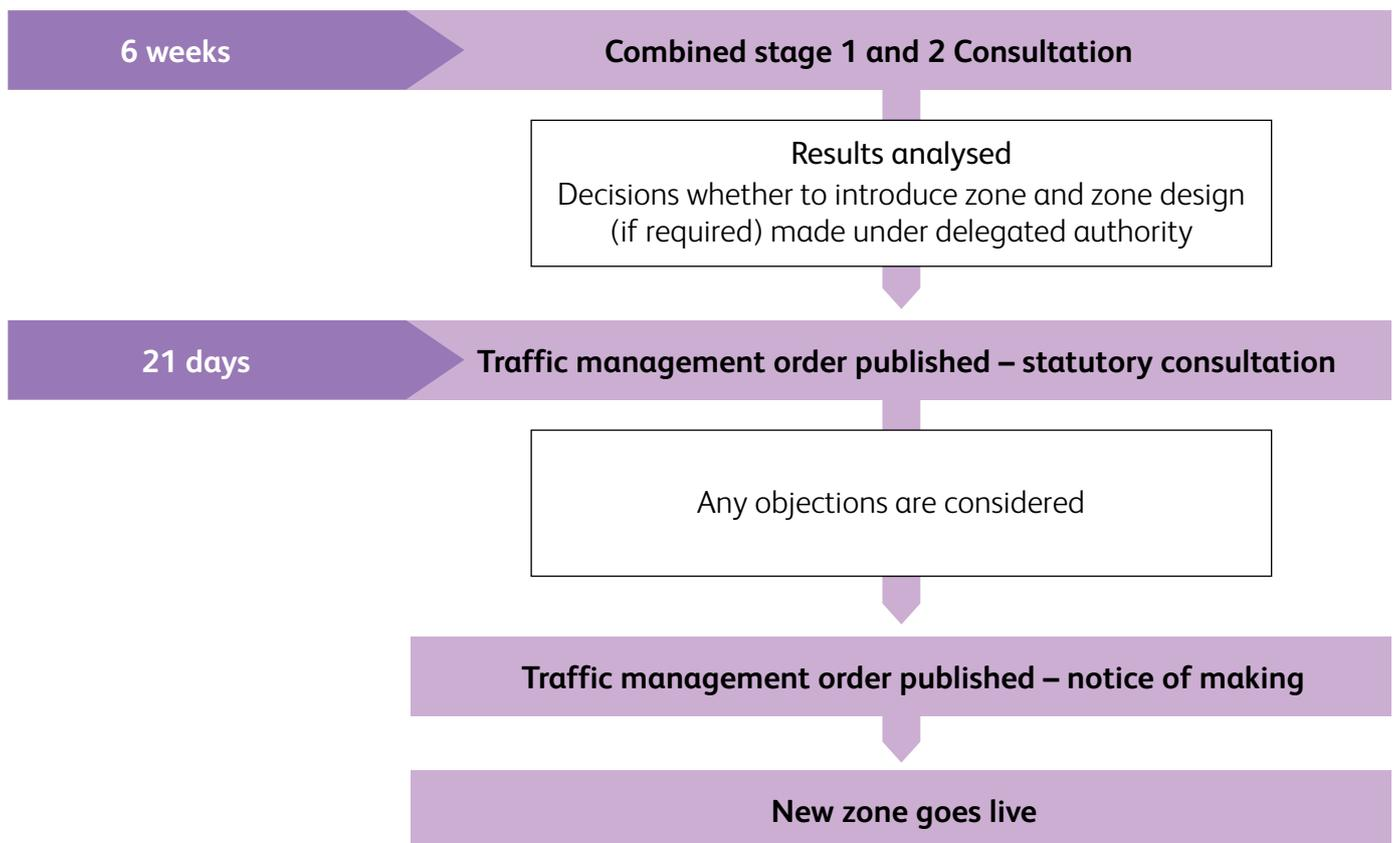 6 weeks
Combined stage 1 and 2 Consultation
Results analysed
Decisions whether to introduce zone and zone design
(if required) made under delegated authority
21 days
Traffic management order published – statutory consultation
Any objections are considered
Traffic management order published – notice of making
New zone goes live